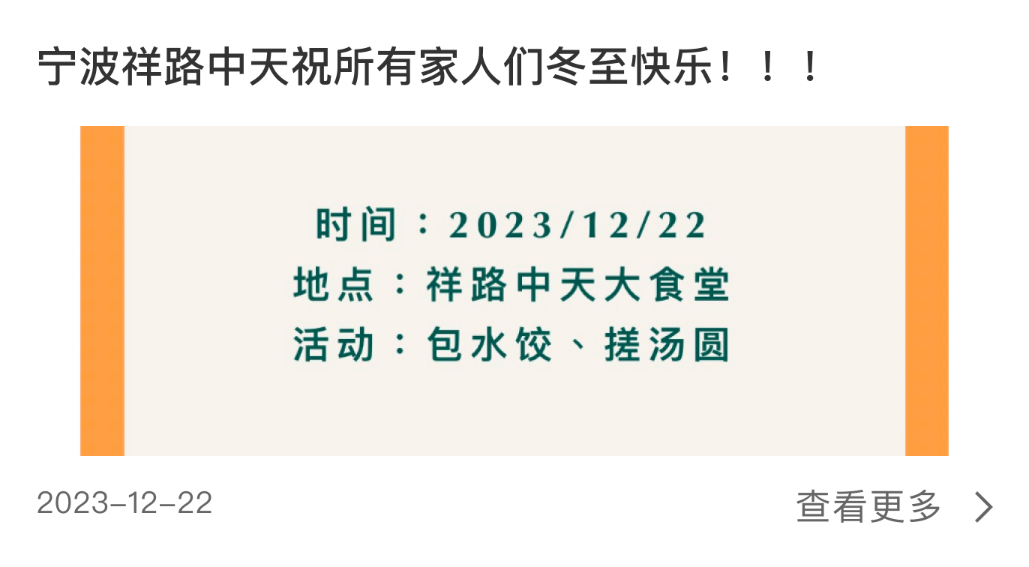 宁波祥路中天祝所有家人们冬至快乐！！！
时间：2023/12/22
地点：祥路中天大食堂
活动：包水饺、搓汤圆
2023-12-22
查看更多